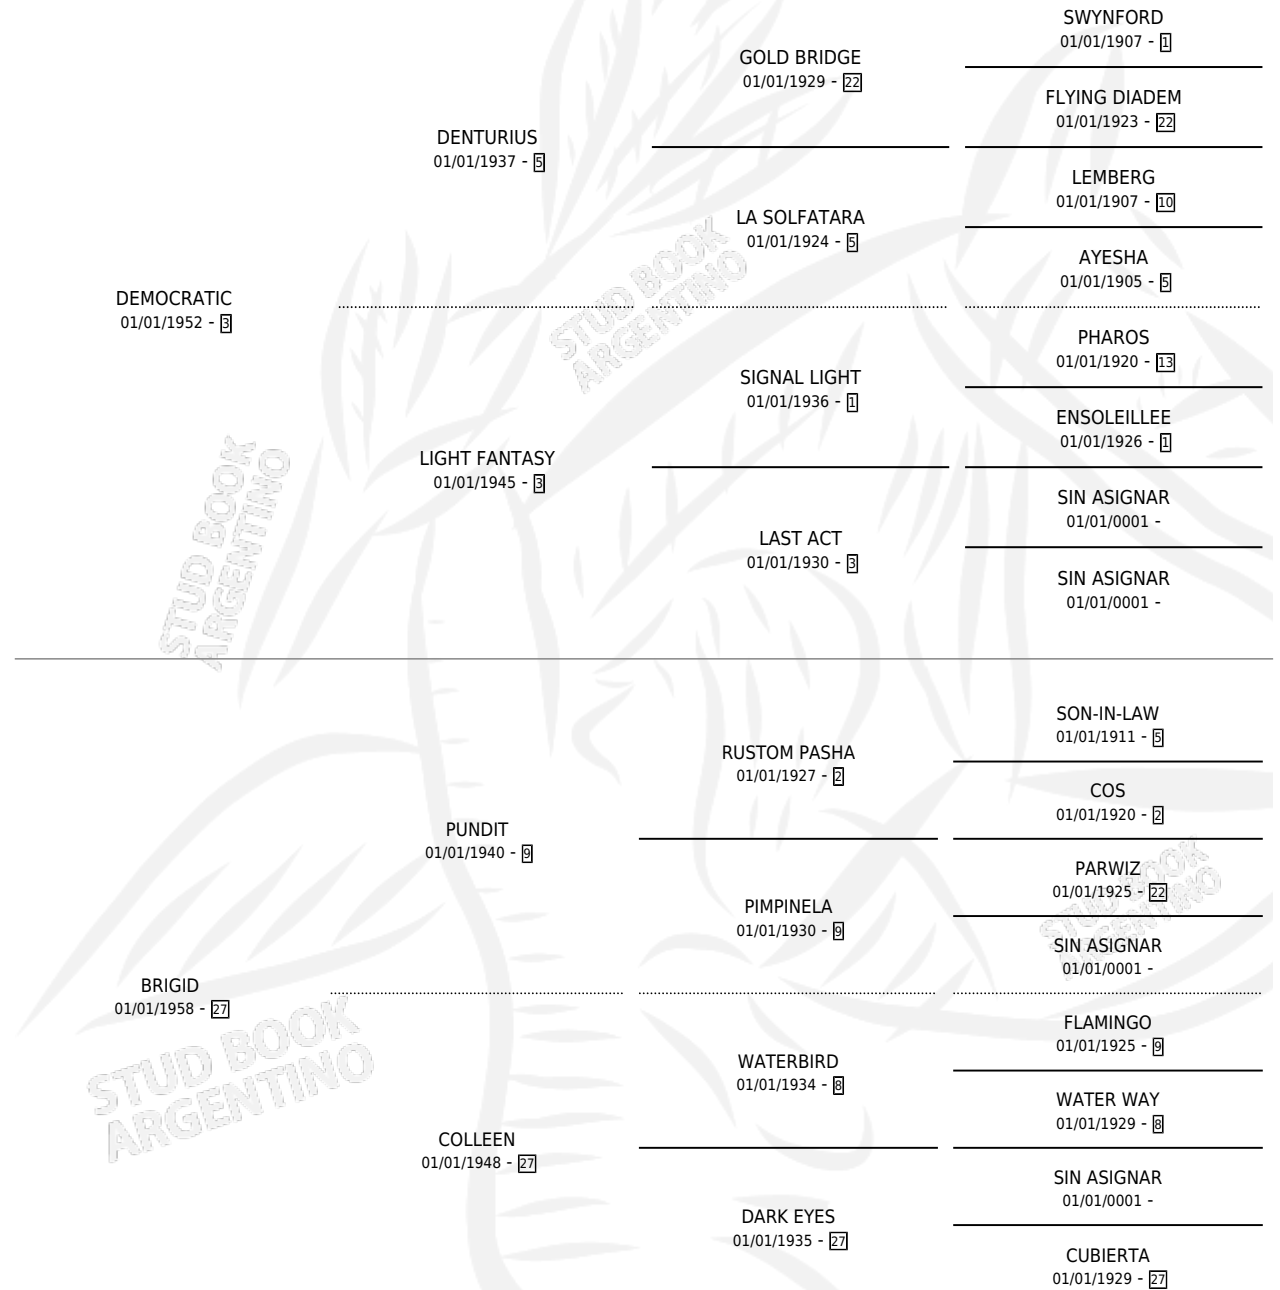 SWYNFORD
01/01/1907 - 1
GOLD BRIDGE
01/01/1929 - 22
FLYING DIADEM
01/01/1923 - 22
DENTURIUS
01/01/1937 - 5
LEMBERG
01/01/1907 - 10
LA SOLFATARA
01/01/1924 - 5
AYESHA
01/01/1905 - 5
DEMOCRATIC
01/01/1952 - 3
PHAROS
01/01/1920 - 13
SIGNAL LIGHT
01/01/1936 - 1
ENSOLEILLEE
01/01/1926 - 1
LIGHT FANTASY
01/01/1945 - 3
SIN ASIGNAR
01/01/0001 -
LAST ACT
01/01/1930 - 3
SIN ASIGNAR
01/01/0001 -
SON-IN-LAW
01/01/1911 - 5
RUSTOM PASHA
01/01/1927 - 2
COS
01/01/1920 - 2
PUNDIT
01/01/1940 - 9
PARWIZ
01/01/1925 - 22
PIMPINELA
01/01/1930 - 9
SIN ASIGNAR
01/01/0001 -
BRIGID
01/01/1958 - 27
FLAMINGO
01/01/1925 - 9
WATERBIRD
01/01/1934 - 8
WATER WAY
01/01/1929 - 8
COLLEEN
01/01/1948 - 27
SIN ASIGNAR
01/01/0001 -
DARK EYES
01/01/1935 - 27
CUBIERTA
01/01/1929 - 27
STUD BOOK
ARGENTINO
STUD BOOK
ARGENTINO
STUD BOOK
ARGENTINO
STUD BOOK
ARGENTINO